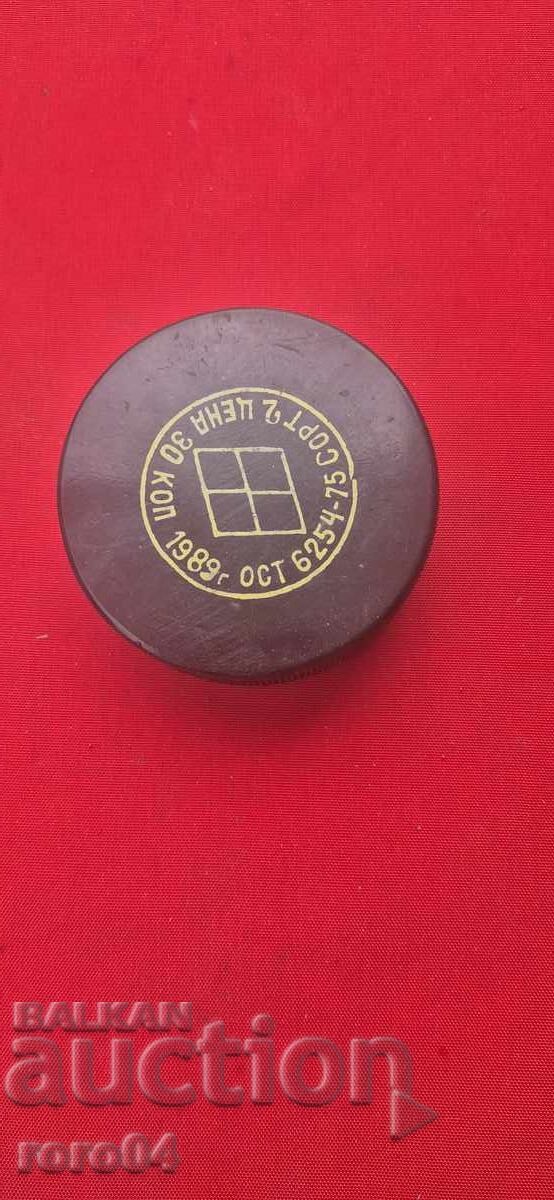 1989г ОСТ 6254-75 СОРТ 2 ЦЕНА 30 КОП
BALKAN
auction
roro04